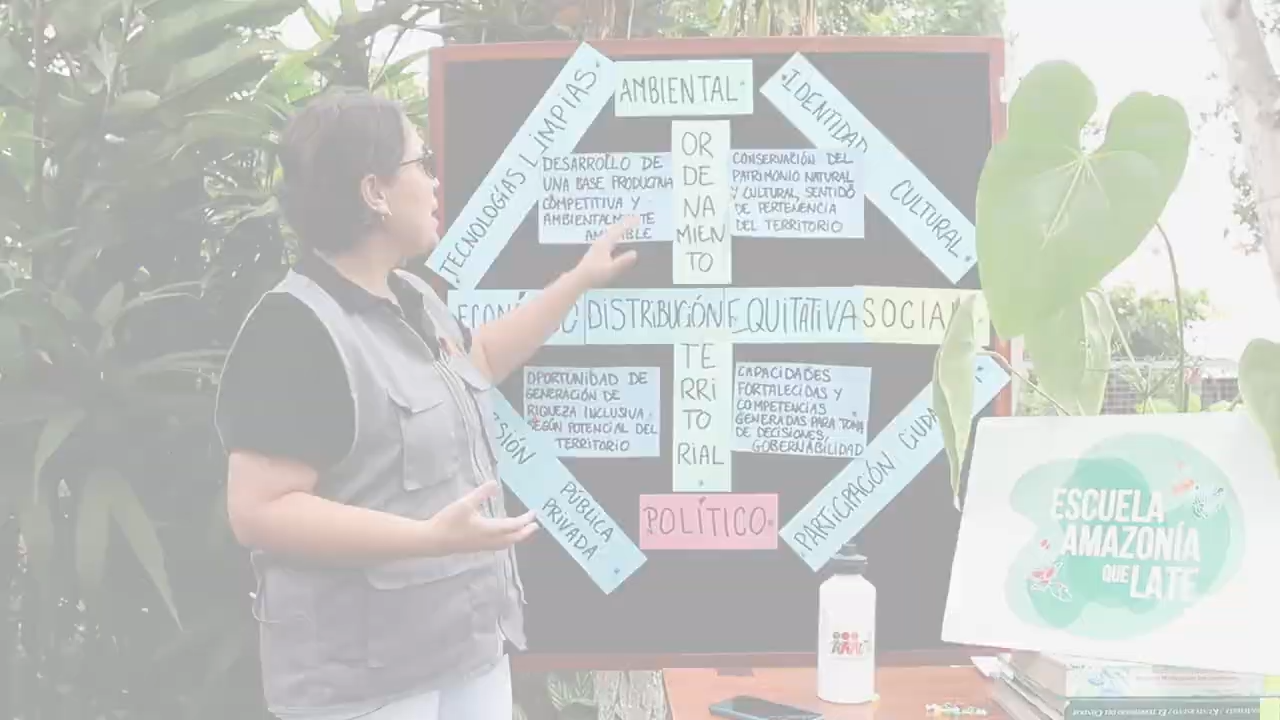 AMBIENTAL
TECNOLOGÍAS LIMPIAS
IDENTIDAD CULTURAL
OR
DE
NA
MIEN
TO
DESARROLLO DE
UNA BASE PRODUCTIVA
COMPETITIVA Y
AMBIENTALMENTE
AMIGABLE
CONSERVACIÓN DEL
PATRIMONIO NATURAL
Y CULTURAL, SENTIDO
DE PERTENENCIA
DEL TERRITORIO
DISTRIBUCIÓN EQUITATIVA SOCIAL
TE
RRI
TO
RIAL
OPORTUNIDAD DE
GENERACIÓN DE
RIQUEZA INCLUSIVA
SEGÚN POTENCIAL DEL
TERRITORIO
CAPACIDADES
FORTALECIDAS Y
COMPETENCIAS
GENERADAS PARA TOMA
DE DECISIONES,
GOBERNABILIDAD
PÚBLICA
PRIVADA
PARTICIPACIÓN CIUDA
POLÍTICO
ESCUELA
AMAZONÍA
QUE LATE